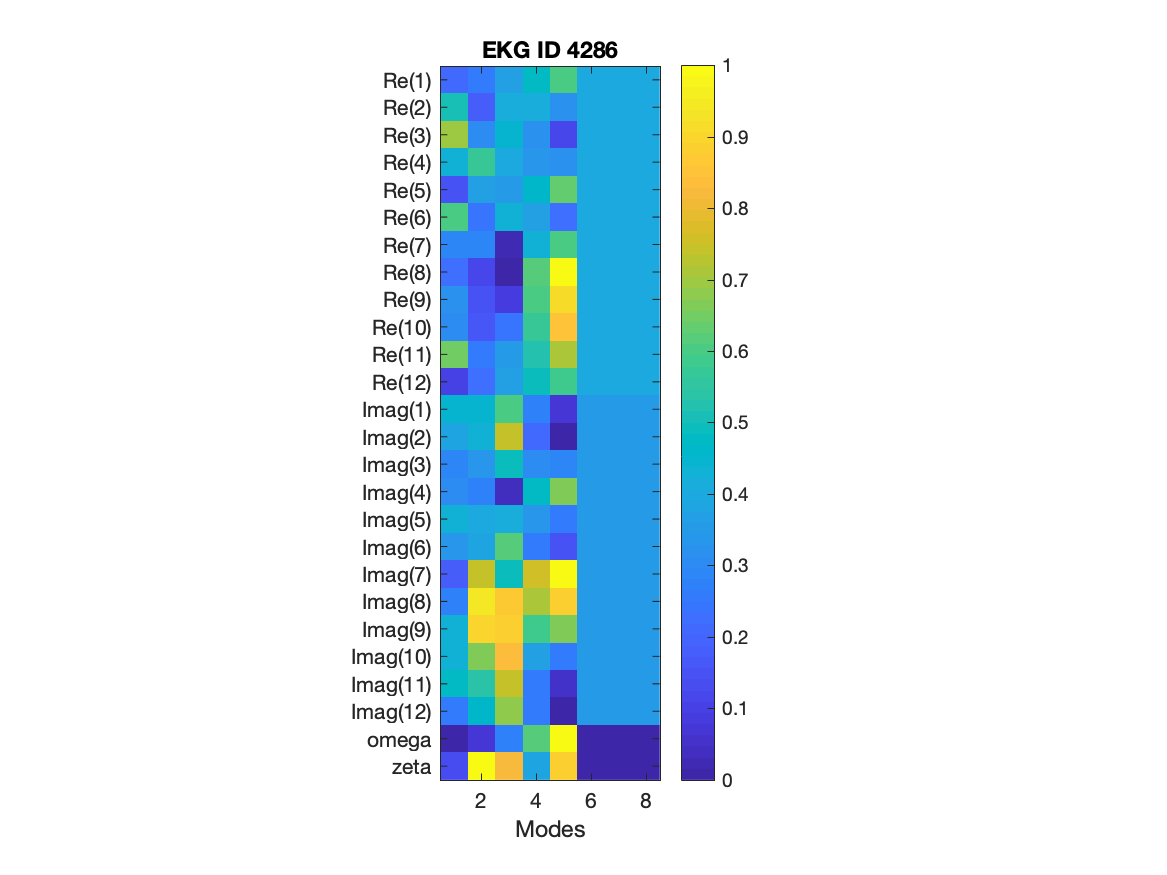 EKG ID 4286
Re(1)
Re(2)
Re(3)
Re(4)
Re(5)
Re(6)
Re(7)
Re(8)
Re(9)
Re(10)
Re(11)
Re(12)
Imag(1)
Imag(2)
Imag(3)
Imag(4)
Imag(5)
Imag(6)
Imag(7)
Imag(8)
Imag(9)
Imag(10)
Imag(11)
Imag(12)
omega
zeta
2 4 6 8
Modes
1
0.9
0.8
0.7
0.6
0.5
0.4
0.3
0.2
0.1
0